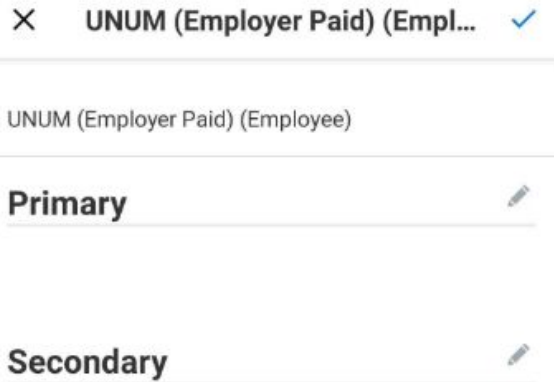 UNUM (Employer Paid) (Empl...
UNUM (Employer Paid) (Employee)
Primary
Secondary